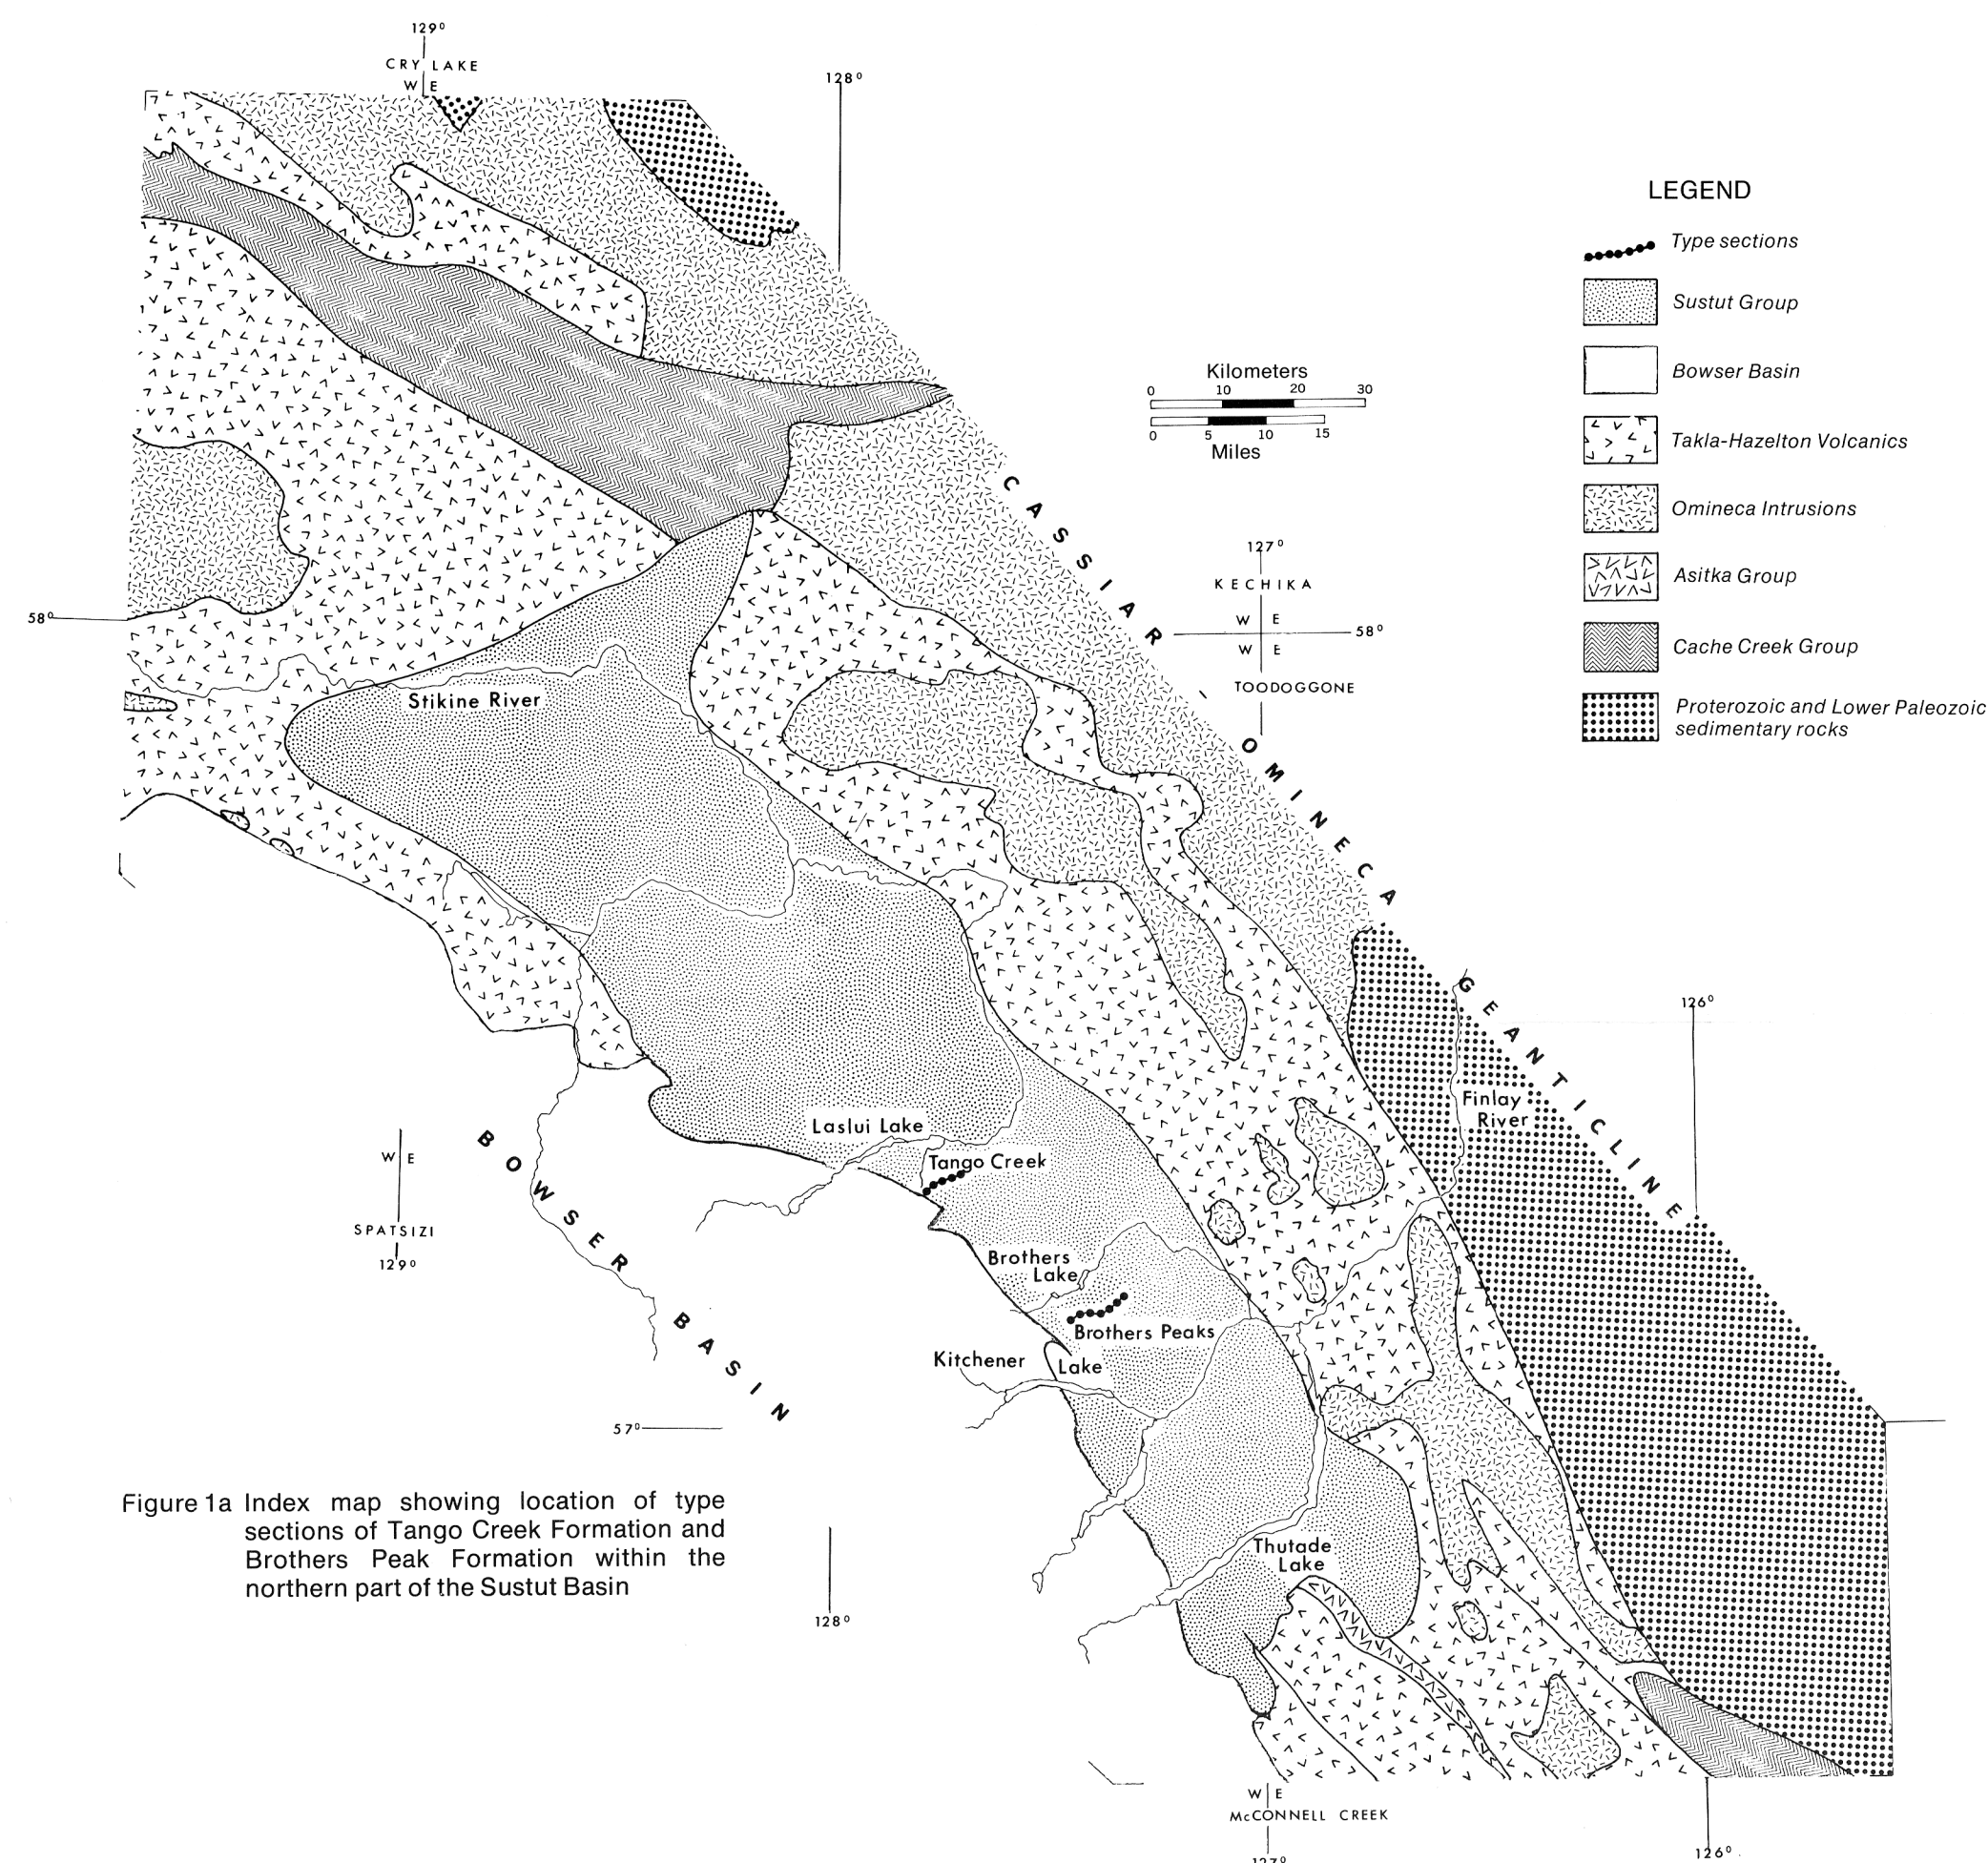 129°
CRY LAKE
W E
128°
LEGEND
Type sections
Sustut Group
Bowser Basin
Takla-Hazelton Volcanics
Omineca Intrusions
Asitka Group
Cache Creek Group
Proterozoic and Lower Paleozoic
sedimentary rocks
Kilometers
0 10 20 30
0 5 10 15
Miles
CASSIAR - OMINECA GEANTICLINE
127°
KECHIKA
W E
58°
W E
TOODOGGONE
58°
Stikine River
126°
Finlay
River
Laslui Lake
Tango Creek
W E
SPATSIZI
129°
BOWSER BASIN
Brothers
Lake
Brothers Peaks
Kitchener Lake
57°
Thutade
Lake
Figure 1a Index map showing location of type
sections of Tango Creek Formation and
Brothers Peak Formation within the
northern part of the Sustut Basin
128°
W E
McCONNELL CREEK
127°
126°